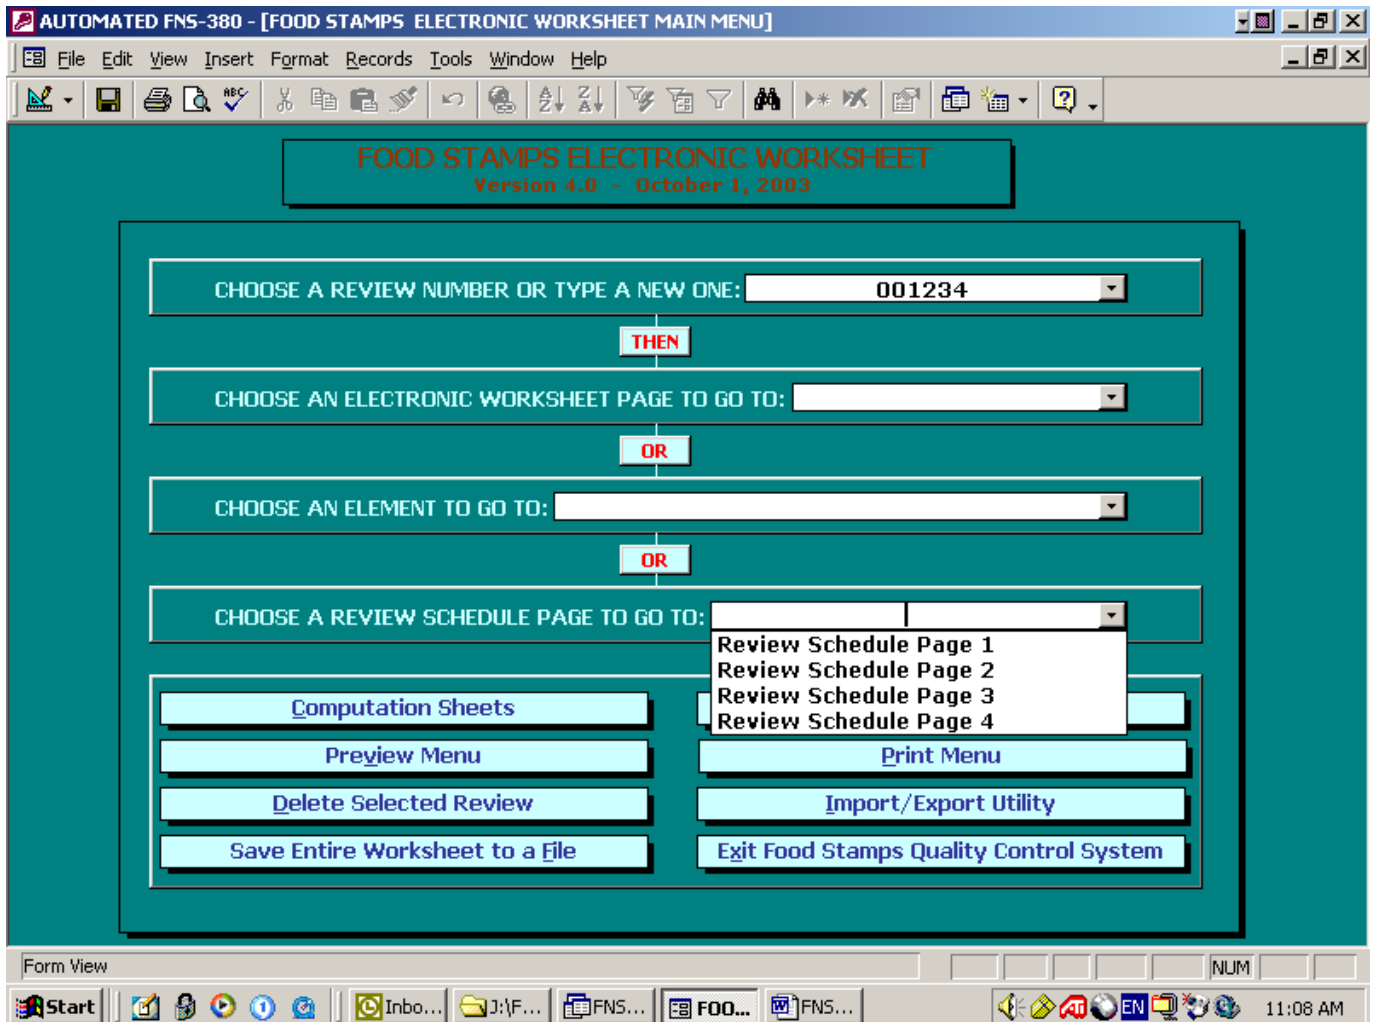 AUTOMATED FNS-380 - [FOOD STAMPS ELECTRONIC WORKSHEET MAIN MENU]
File Edit View Insert Format Records Tools Window Help
FOOD STAMPS ELECTRONIC WORKSHEET
Version 4.0 - October 1, 2003
CHOOSE A REVIEW NUMBER OR TYPE A NEW ONE: 001234
THEN
CHOOSE AN ELECTRONIC WORKSHEET PAGE TO GO TO:
OR
CHOOSE AN ELEMENT TO GO TO:
OR
CHOOSE A REVIEW SCHEDULE PAGE TO GO TO:
Review Schedule Page 1
Review Schedule Page 2
Review Schedule Page 3
Review Schedule Page 4
Computation Sheets
Preview Menu Print Menu
Delete Selected Review Import/Export Utility
Save Entire Worksheet to a File Exit Food Stamps Quality Control System
Form View NUM
Start Inbo... J:\F... FNS... FOO... FNS... EN 11:08 AM